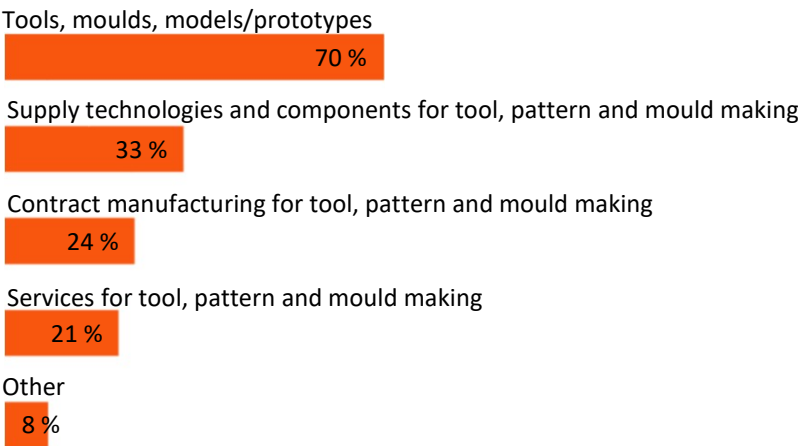 Tools, moulds, models/prototypes
70 %
Supply technologies and components for tool, pattern and mould making
33 %
Contract manufacturing for tool, pattern and mould making
24 %
Services for tool, pattern and mould making
21 %
Other
8 %